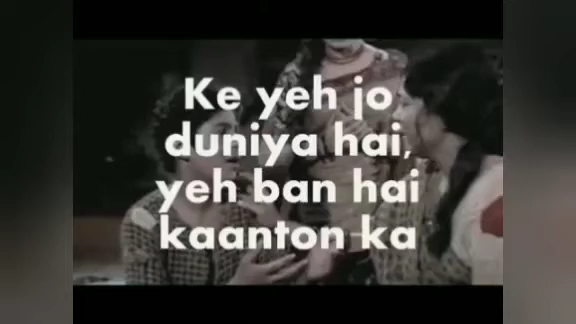 Ke yeh jo
duniya hai,
yeh ban hai
kaanton ka